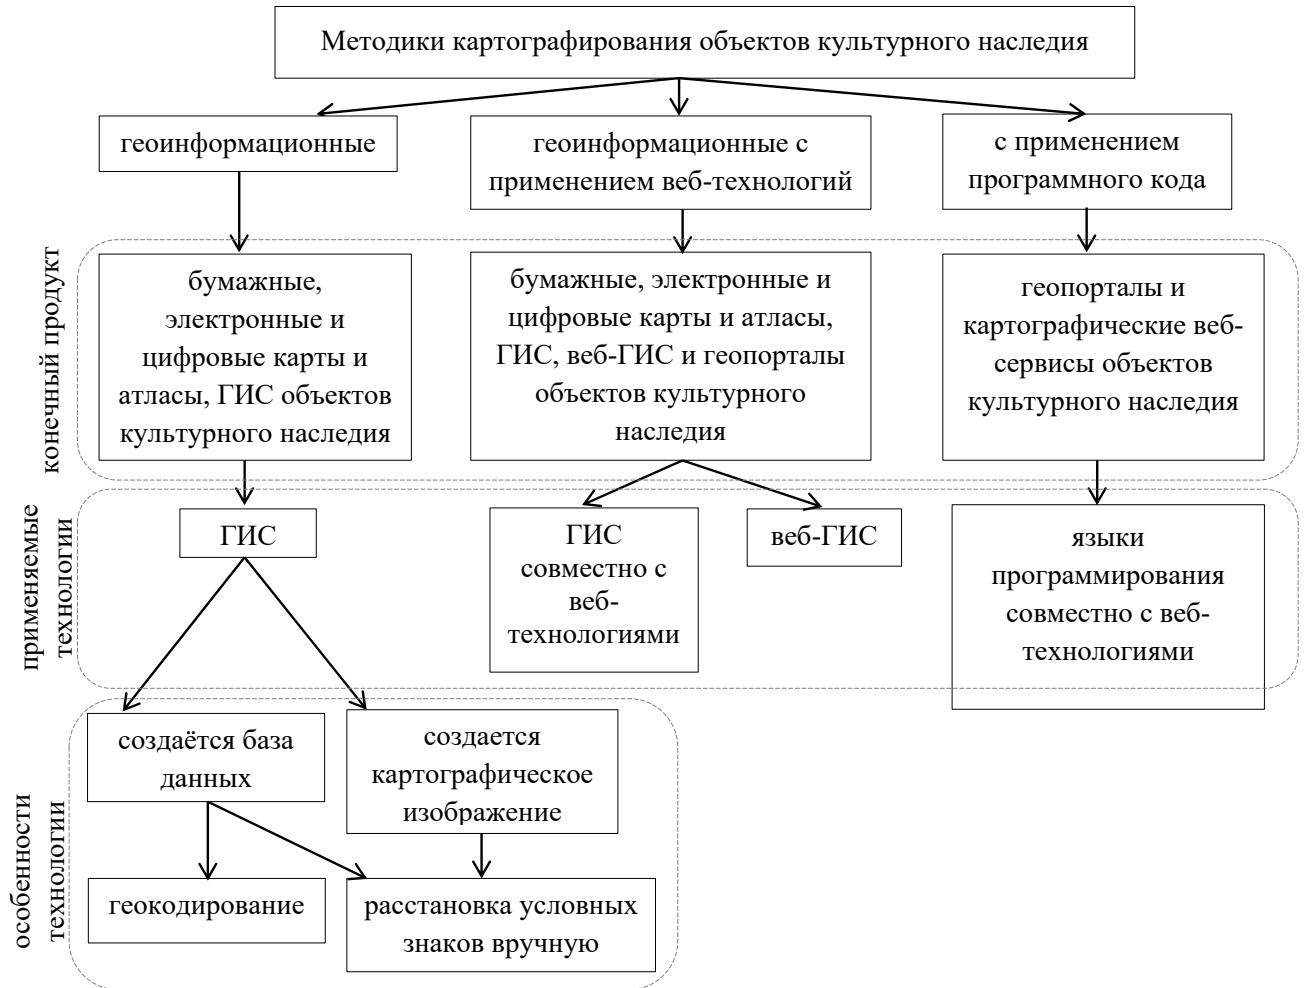 Методики картографирования объектов культурного наследия
геоинформационные
геоинформационные с
применением веб-технологий
с применением
программного кода
конечный продукт
бумажные,
электронные и
цифровые карты и
атласы, ГИС объектов
культурного наследия
бумажные, электронные и
цифровые карты и атласы,
ГИС, веб-ГИС и геопорталы
объектов культурного
наследия
геопорталы и
картографические веб-
сервисы объектов
культурного наследия
применяемые
технологии
ГИС
ГИС
совместно с
веб-
технологиями
веб-ГИС
языки
программирования
совместно с веб-
технологиями
особенности
технологии
создаётся база
данных
создается
картографическое
изображение
геокодирование
расстановка условных
знаков вручную